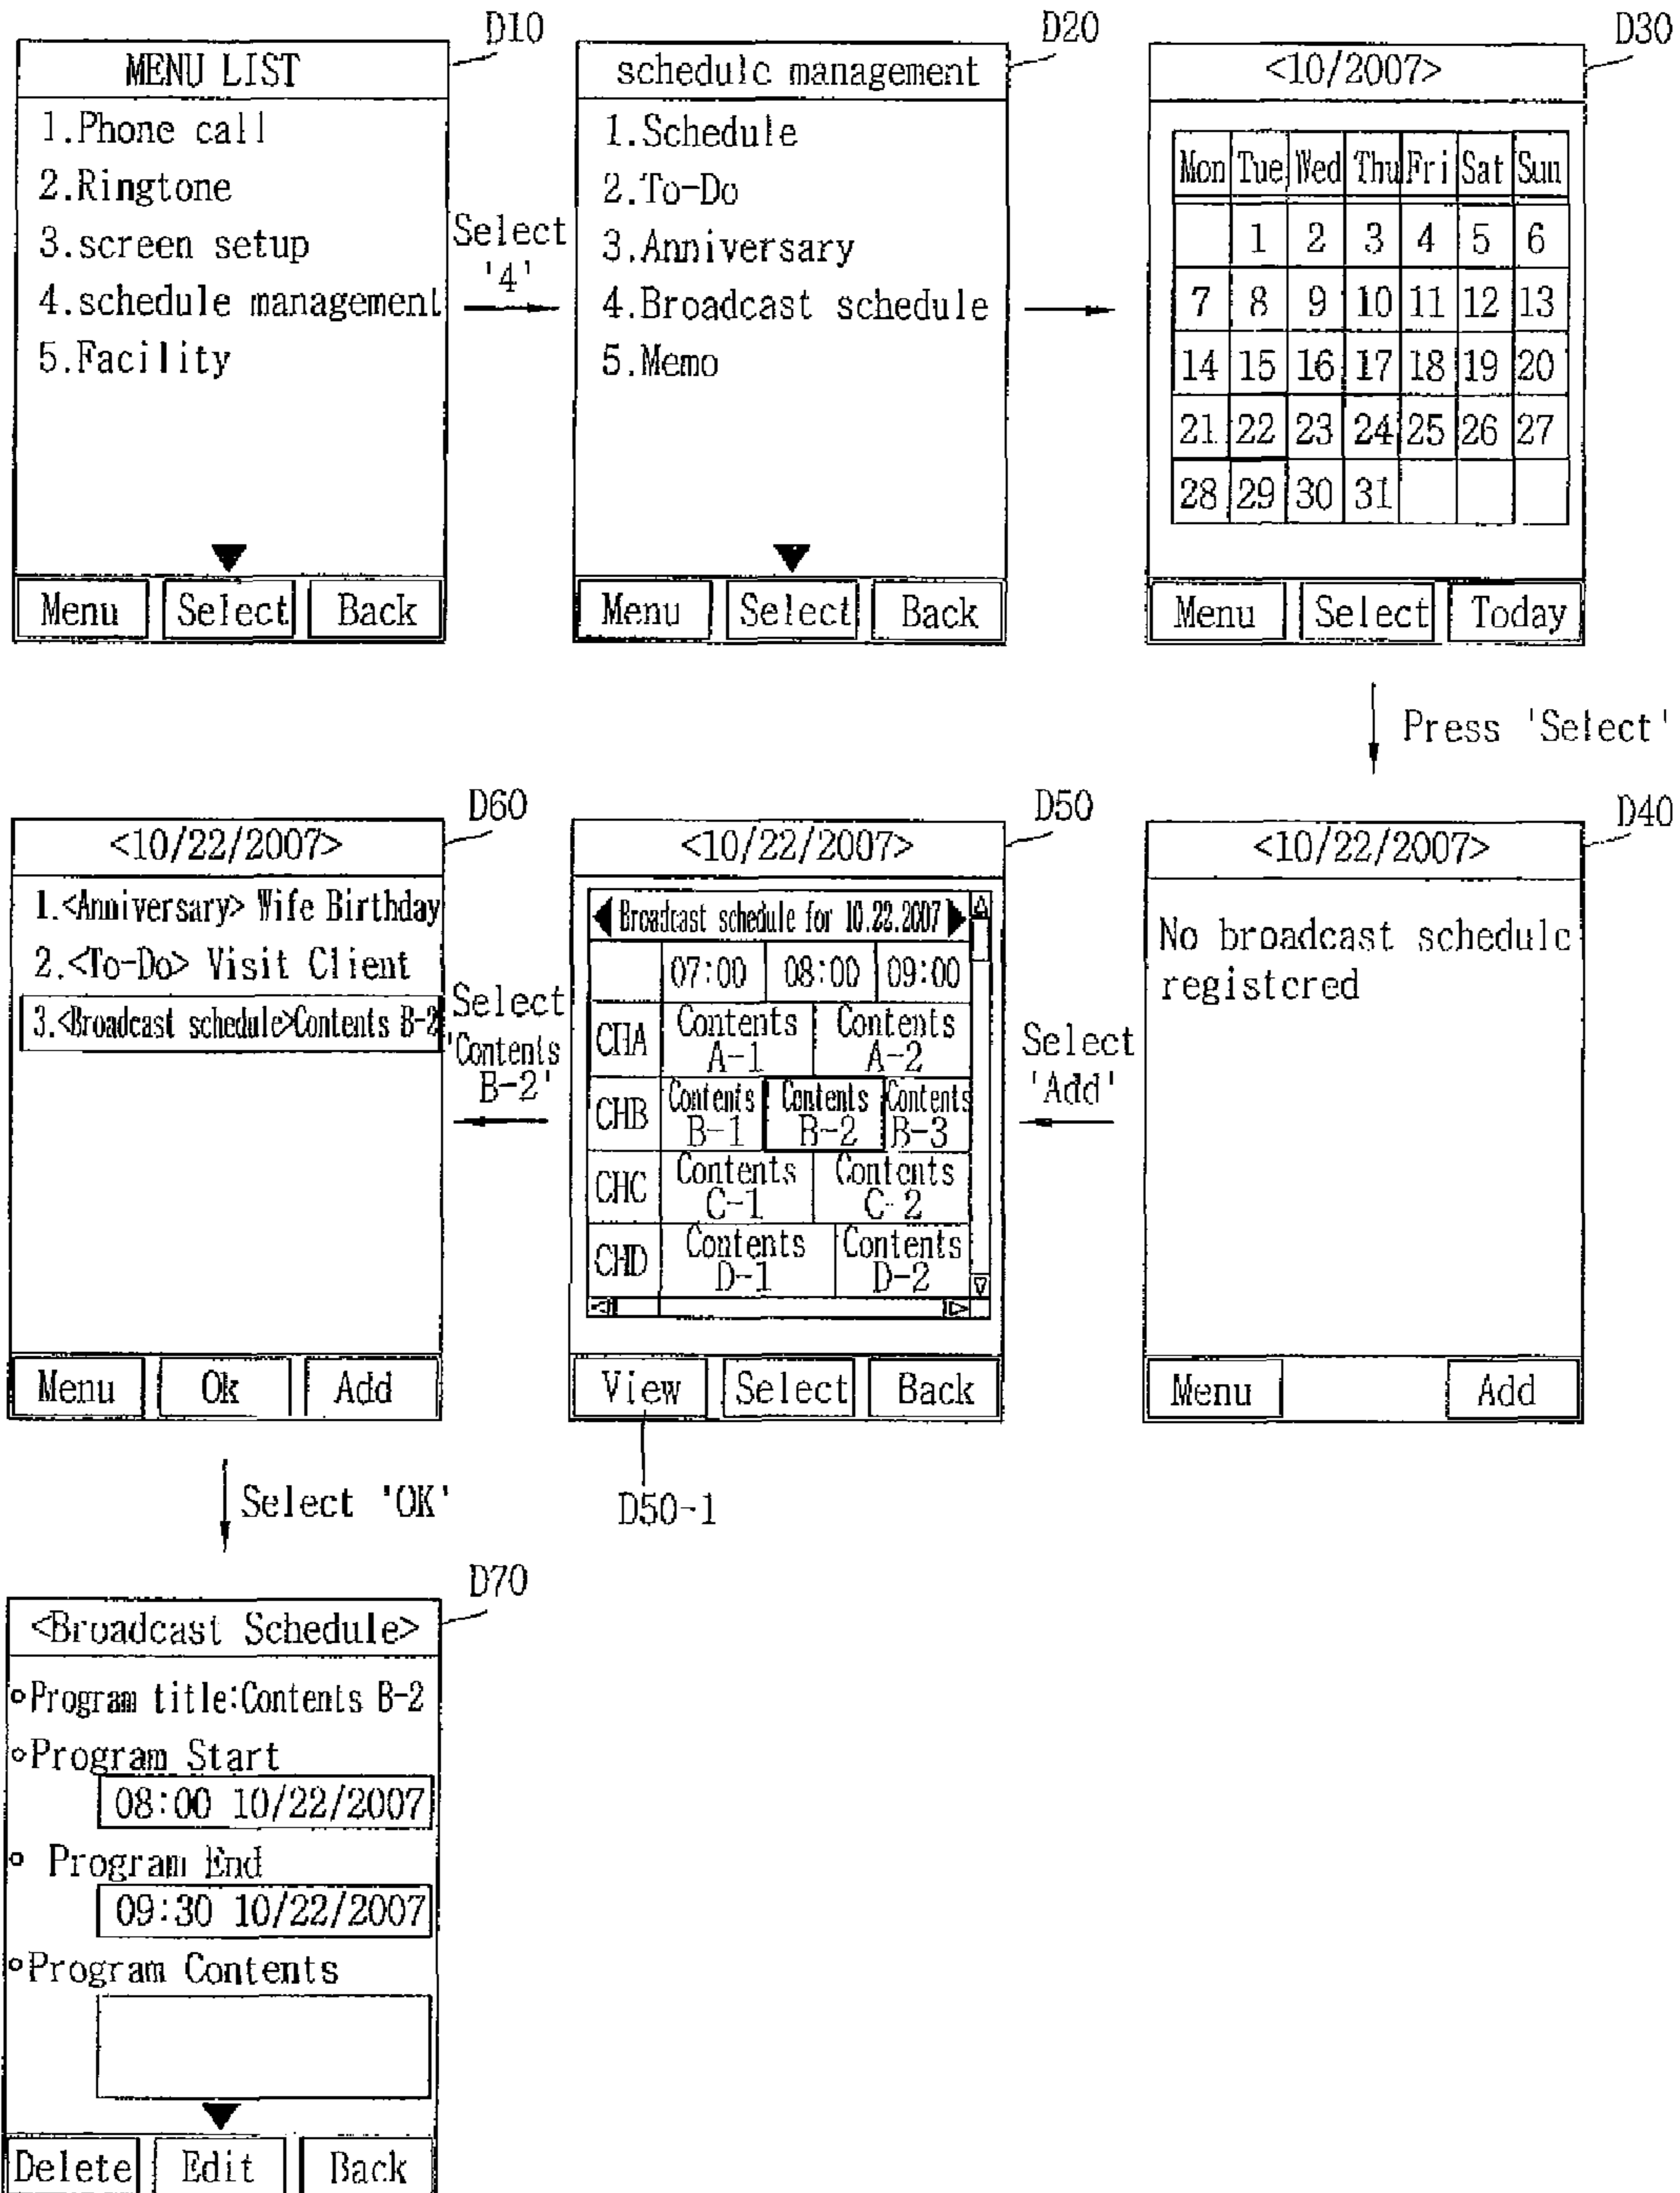 D10
MENU LIST
1.Phone call
2.Ringtone
3.screen setup
4.schedule management
5.Facility
Menu Select Back
Select
'4'
D20
schedule management
1.Schedule
2.To-Do
3.Anniversary
4.Broadcast schedule
5.Memo
Menu Select Back
D30
<10/2007>
Mon Tue Wed Thu Fri Sat Sun
1 2 3 4 5 6
7 8 9 10 11 12 13
14 15 16 17 18 19 20
21 22 23 24 25 26 27
28 29 30 31
Menu Select Today
Press 'Select'
D40
<10/22/2007>
No broadcast schedule
registered
Menu Add
Select
'Add'
D50
<10/22/2007>
Broadcast schedule for 10.22.2007
07:00 08:00 09:00
CHA Contents A-1 Contents A-2
CHB Contents B-1 Contents B-2 Contents B-3
CHC Contents C-1 Contents C-2
CHD Contents D-1 Contents D-2
View Select Back
D50-1
Select
'Contents
B-2'
D60
<10/22/2007>
1.<Anniversary> Wife Birthday
2.<To-Do> Visit Client
3.<Broadcast schedule>Contents B-2
Menu Ok Add
Select 'OK'
D70
<Broadcast Schedule>
Program title:Contents B-2
Program Start
08:00 10/22/2007
Program End
09:30 10/22/2007
Program Contents
Delete Edit Back